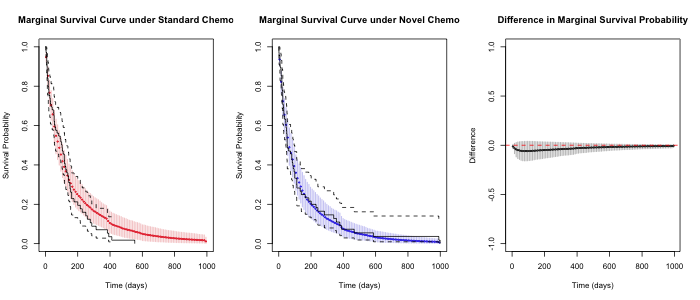 Marginal Survival Curve under Standard Chemo
Survival Probability
0.0 0.2 0.4 0.6 0.8 1.0
0 200 400 600 800 1000
Time (days)
Marginal Survival Curve under Novel Chemo
Survival Probability
0.0 0.2 0.4 0.6 0.8 1.0
0 200 400 600 800 1000
Time (days)
Difference in Marginal Survival Probability
Difference
-1.0 -0.5 0.0 0.5 1.0
0 200 400 600 800 1000
Time (days)